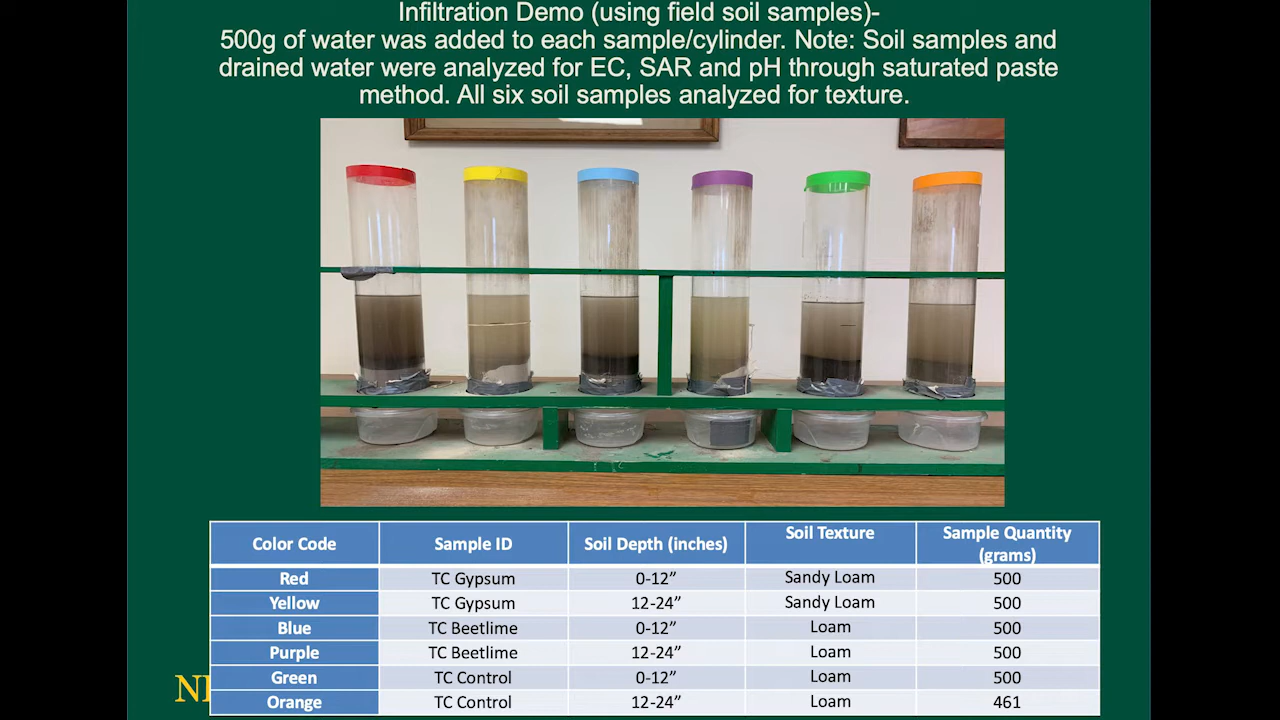 Infiltration Demo (using field soil samples)-
500g of water was added to each sample/cylinder. Note: Soil samples and
drained water were analyzed for EC, SAR and pH through saturated paste
method. All six soil samples analyzed for texture.
Color Code Sample ID Soil Depth (inches) Soil Texture Sample Quantity (grams)
Red TC Gypsum 0-12” Sandy Loam 500
Yellow TC Gypsum 12-24” Sandy Loam 500
Blue TC Beetlime 0-12” Loam 500
Purple TC Beetlime 12-24” Loam 500
Green TC Control 0-12” Loam 500
Orange TC Control 12-24” Loam 461